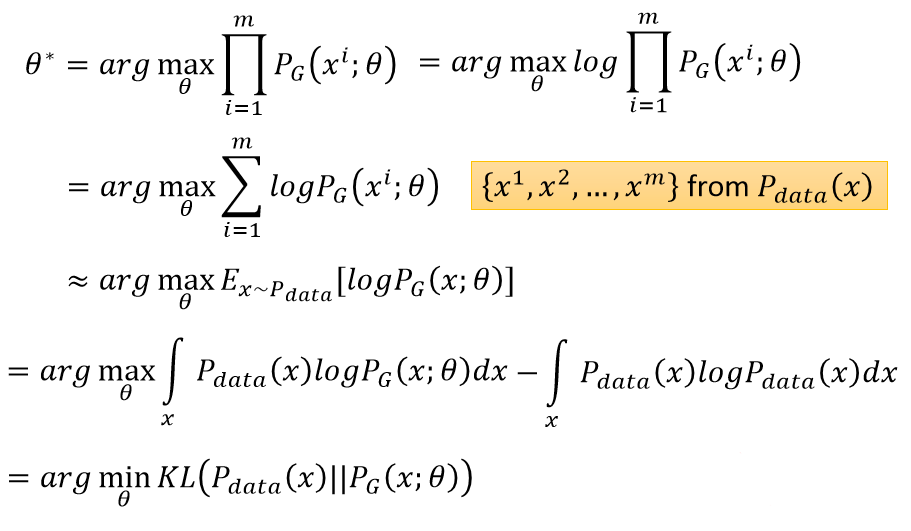 θ* = arg max_θ ∏_{i=1}^{m} P_G(x^i; θ) = arg max_θ log ∏_{i=1}^{m} P_G(x^i; θ)
= arg max_θ ∑_{i=1}^{m} logP_G(x^i; θ) {x^1, x^2, …, x^m} from P_data(x)
≈ arg max_θ E_{x~P_data}[logP_G(x; θ)]
= arg max_θ ∫_x P_data(x)logP_G(x; θ)dx − ∫_x P_data(x)logP_data(x)dx
= arg min_θ KL(P_data(x)||P_G(x; θ))